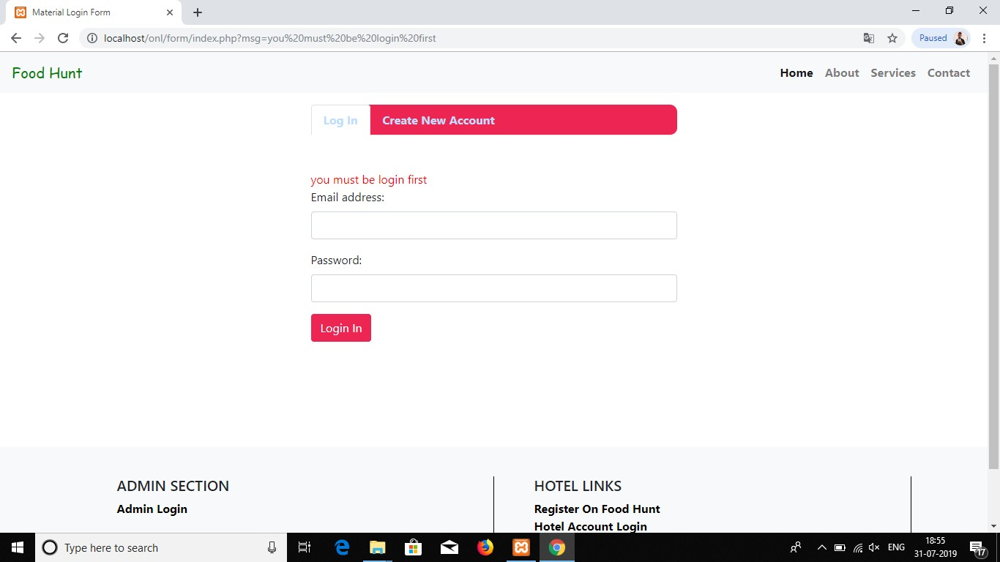 Material Login Form
localhost/onl/form/index.php?msg=you%20must%20be%20login%20first
Paused
Food Hunt
Home About Services Contact
Log In Create New Account
you must be login first
Email address:
Password:
Login In
ADMIN SECTION
Admin Login
HOTEL LINKS
Register On Food Hunt
Hotel Account Login
Type here to search
ENG
18:55
31-07-2019
17